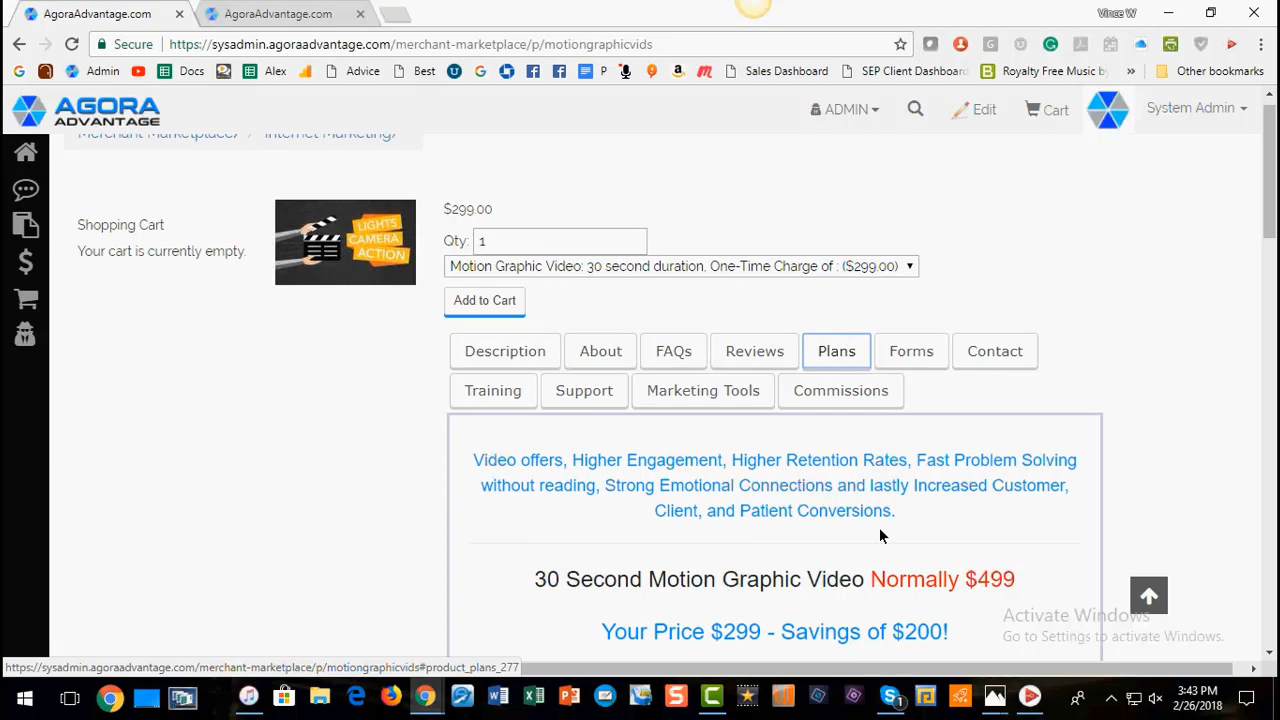 AgoraAdvantage.com
AgoraAdvantage.com
Vince W
Secure
https://sysadmin.agoraadvantage.com/merchant-marketplace/p/motiongraphicvids
Admin
Docs
Alex
Advice
Best
P
Sales Dashboard
SEP Client Dashboard
Royalty Free Music by
»
Other bookmarks
AGORA
ADVANTAGE
ADMIN
Edit
Cart
System Admin
Merchant Marketplace/
Internet Marketing/
Shopping Cart
Your cart is currently empty.
LIGHTS
CAMERA
ACTION
$299.00
Qty: 1
Motion Graphic Video: 30 second duration. One-Time Charge of : ($299.00)
Add to Cart
Description
About
FAQs
Reviews
Plans
Forms
Contact
Training
Support
Marketing Tools
Commissions
Video offers, Higher Engagement, Higher Retention Rates, Fast Problem Solving
without reading, Strong Emotional Connections and lastly Increased Customer,
Client, and Patient Conversions.
30 Second Motion Graphic Video Normally $499
Your Price $299 - Savings of $200!
Activate Windows
Go to Settings to activate Windows.
https://sysadmin.agoraadvantage.com/merchant-marketplace/p/motiongraphicvids#product_plans_277
3:43 PM
2/26/2018